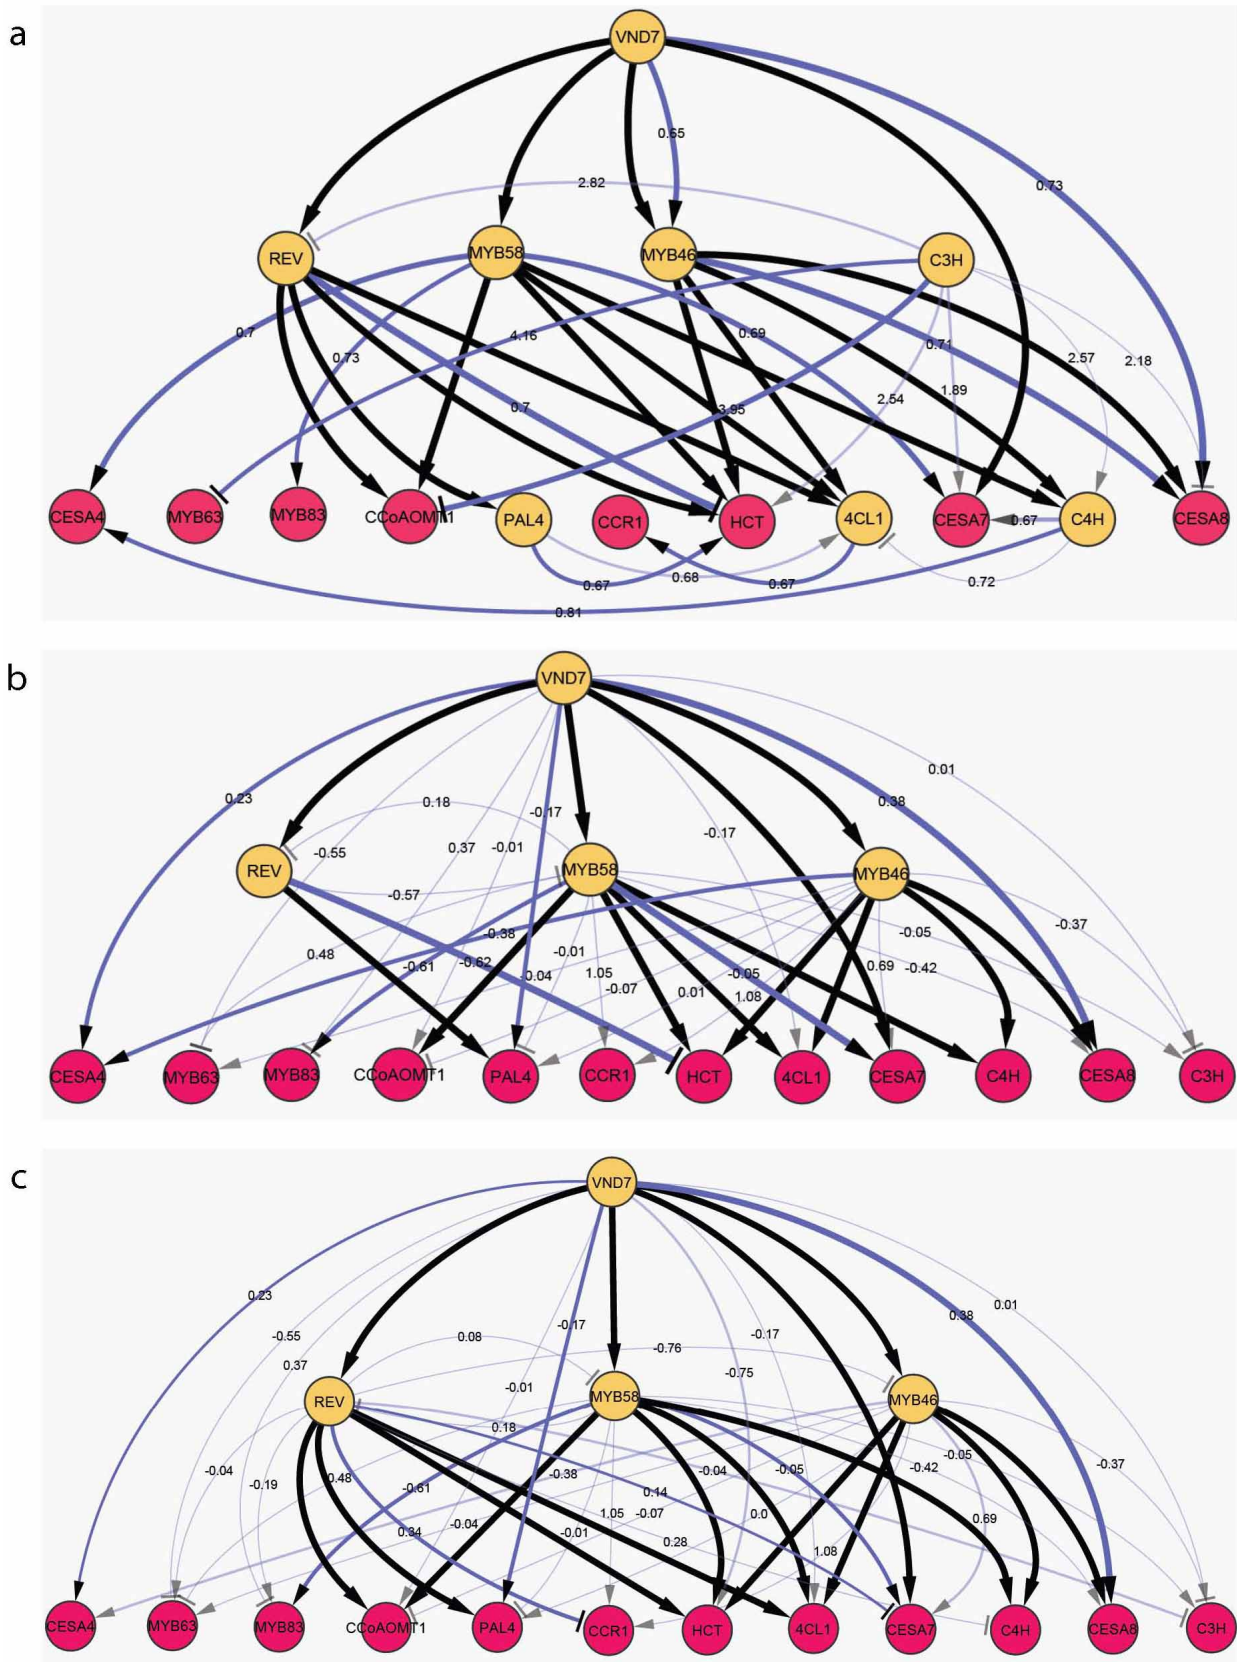 a
VND7
0.65
2.82
0.73
REV
MYB58
MYB46
C3H
0.7
4.16
0.69
0.71
0.73
2.57
2.18
2.54
1.89
0.7
3.95
CESA4
MYB63
MYB83
CCoAOMT1
PAL4
CCR1
HCT
4CL1
CESA7
0.67
C4H
CESA8
0.67
0.68
0.67
0.72
0.81
b
VND7
0.01
0.23
0.18
-0.17
0.38
-0.17
-0.55
0.37
-0.01
REV
MYB58
MYB46
-0.57
-0.38
-0.05
-0.37
0.48
-0.61
-0.62
-0.01
-0.04
1.05
-0.05
0.69
-0.42
-0.07
0.01
1.08
CESA4
MYB63
MYB83
CCoAOMT1
PAL4
CCR1
HCT
4CL1
CESA7
C4H
CESA8
C3H
c
VND7
0.23
0.01
0.38
-0.17
-0.55
0.08
-0.17
0.37
-0.76
-0.75
-0.01
REV
MYB58
MYB46
0.18
-0.04
-0.19
0.48
-0.38
-0.04
-0.05
-0.42
-0.05
-0.37
-0.61
0.14
0.34
-0.04
-0.01
1.05
-0.07
0.0
0.69
0.28
1.08
CESA4
MYB63
MYB83
CCoAOMT1
PAL4
CCR1
HCT
4CL1
CESA7
C4H
CESA8
C3H